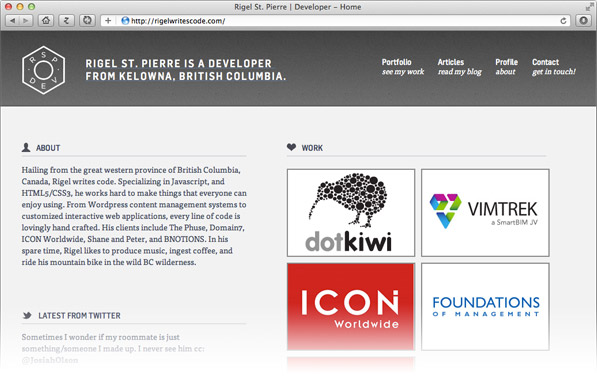 Rigel St. Pierre | Developer – Home
http://rigelwritescode.com/
RSP.DEV.
RIGEL ST. PIERRE IS A DEVELOPER
FROM KELOWNA, BRITISH COLUMBIA.
Portfolio
see my work
Articles
read my blog
Profile
about
Contact
get in touch!
ABOUT
Hailing from the great western province of British Columbia,
Canada, Rigel writes code. Specializing in Javascript, and
HTML5/CSS3, he works hard to make things that everyone can
enjoy using. From Wordpress content management systems to
customized interactive web applications, every line of code is
lovingly hand crafted. His clients include The Phuse, Domain7,
ICON Worldwide, Shane and Peter, and BNOTIONS. In his
spare time, Rigel likes to produce music, ingest coffee, and
ride his mountain bike in the wild BC wilderness.
LATEST FROM TWITTER
Sometimes I wonder if my roommate is just
something/someone I made up. I never see him cc:
@JosiahOlson
WORK
dotkiwi
VIMTREK
a SmartBIM JV
ICON
Worldwide
FOUNDATIONS
OF MANAGEMENT